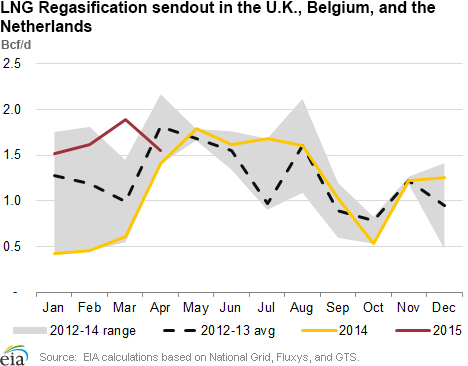 LNG Regasification sendout in the U.K., Belgium, and the
Netherlands
Bcf/d
2.5
2.0
1.5
1.0
0.5
-
Jan Feb Mar Apr May Jun Jul Aug Sep Oct Nov Dec
2012-14 range 2012-13 avg 2014 2015
eia Source: EIA calculations based on National Grid, Fluxys, and GTS.